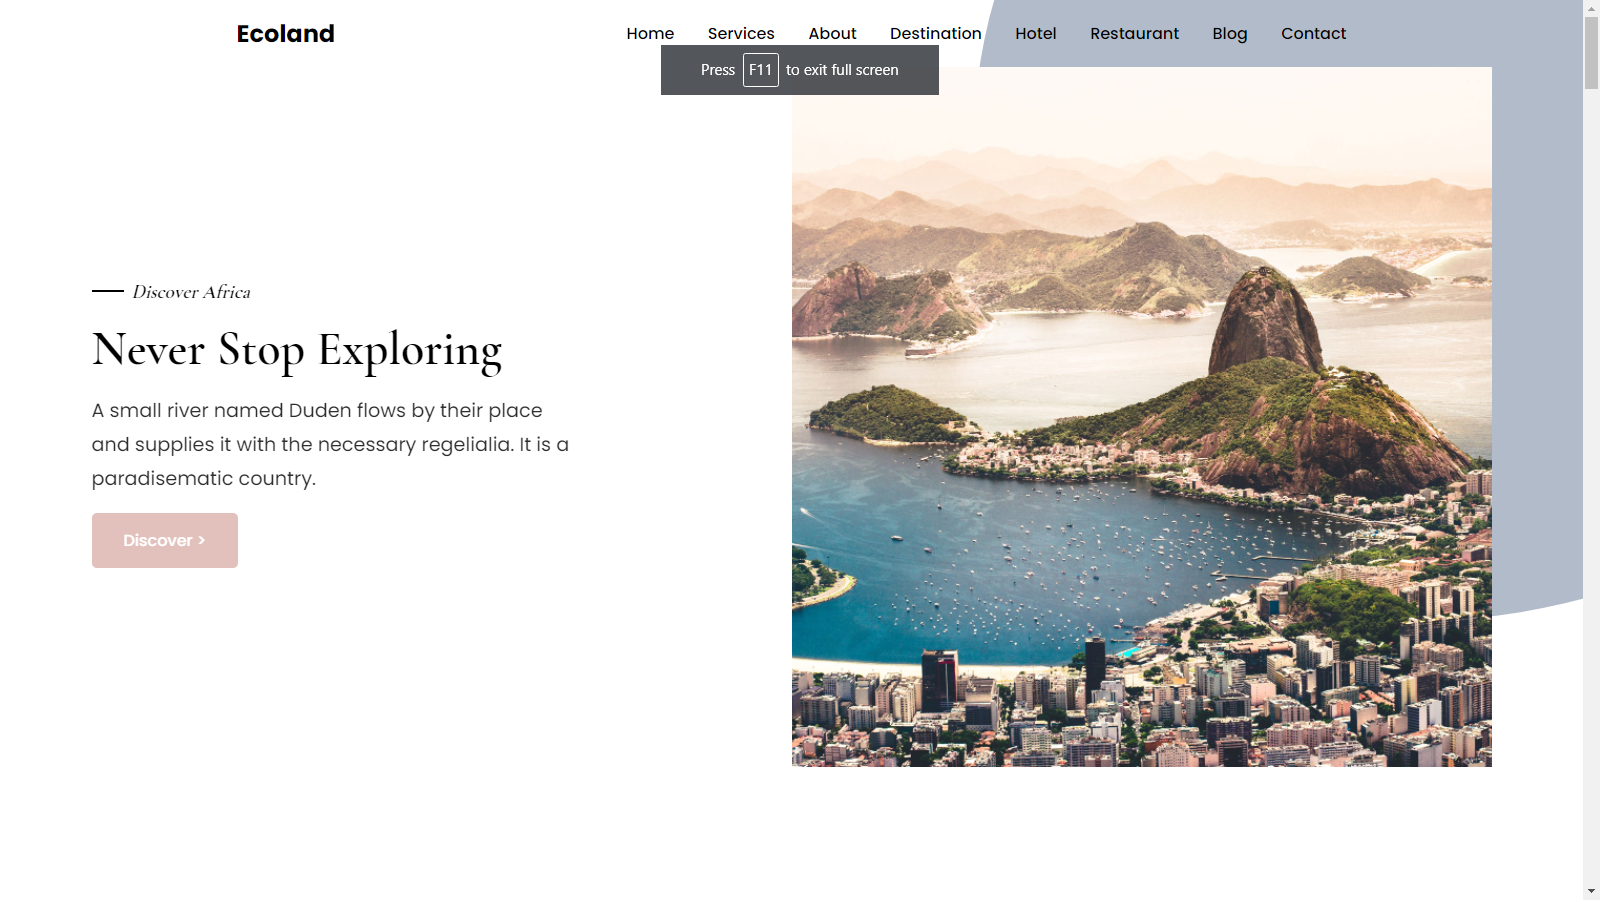 Ecoland
Home Services About Destination Hotel Restaurant Blog Contact
Press F11 to exit full screen
Discover Africa
Never Stop Exploring
A small river named Duden flows by their place
and supplies it with the necessary regelialia. It is a
paradisematic country.
Discover >